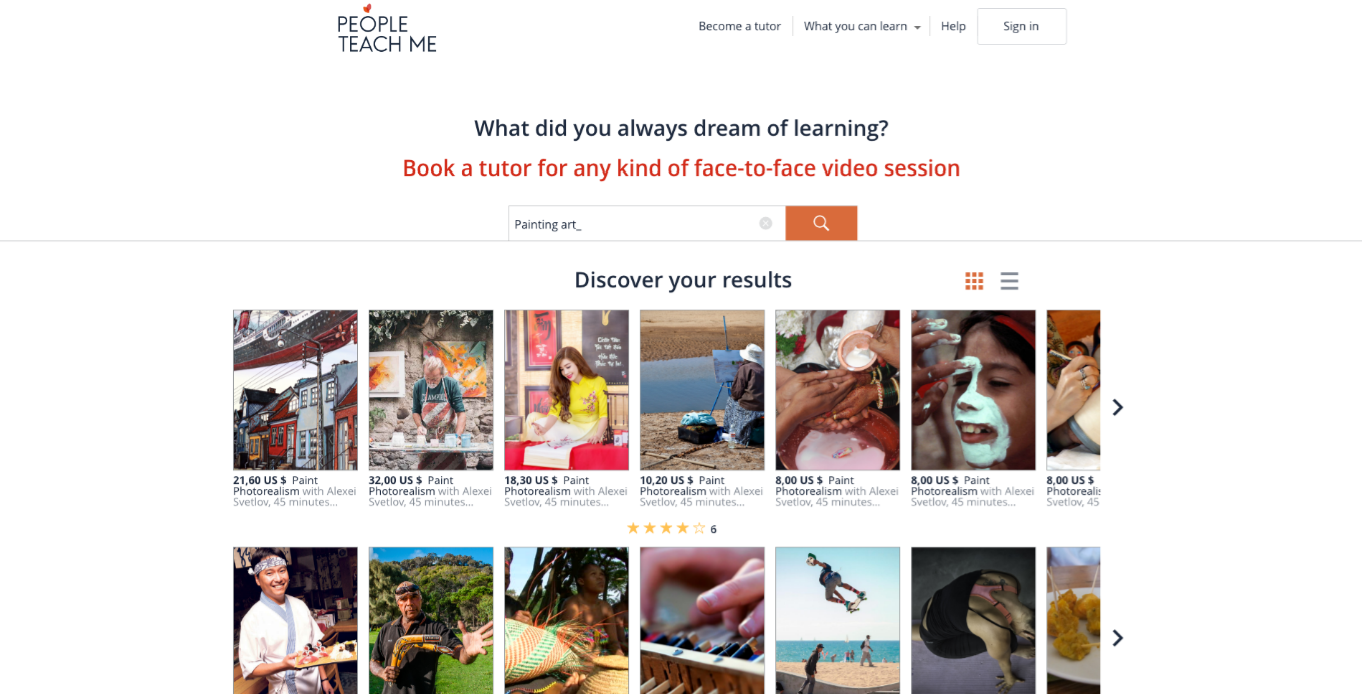 PEOPLE
TEACH ME
Become a tutor
What you can learn
Help
Sign in
What did you always dream of learning?
Book a tutor for any kind of face-to-face video session
Painting art_
Discover your results
21,60 US $ Paint
Photorealism with Alexei
Svetlov, 45 minutes...
32,00 US $ Paint
Photorealism with Alexei
Svetlov, 45 minutes...
18,30 US $ Paint
Photorealism with Alexei
Svetlov, 45 minutes...
10,20 US $ Paint
Photorealism with Alexei
Svetlov, 45 minutes...
8,00 US $ Paint
Photorealism with Alexei
Svetlov, 45 minutes...
8,00 US $ Paint
Photorealism with Alexei
Svetlov, 45 minutes...
8,00 US $
Photorealis
Svetlov, 45
6